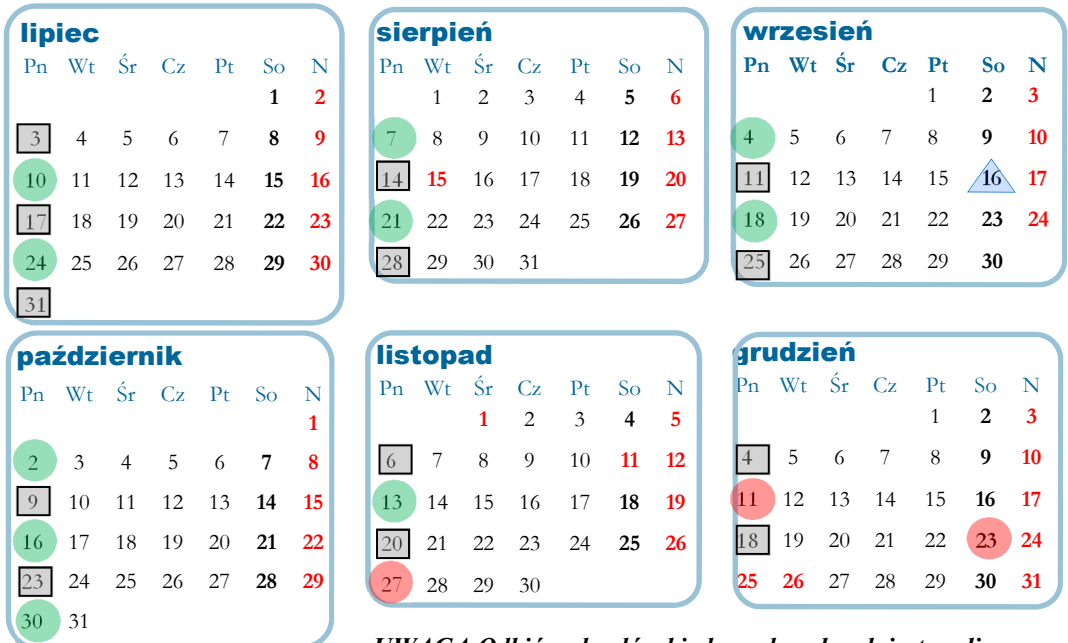 lipiec
Pn Wt Śr Cz Pt So N
1 2
3 4 5 6 7 8 9
10 11 12 13 14 15 16
17 18 19 20 21 22 23
24 25 26 27 28 29 30
31
sierpień
Pn Wt Śr Cz Pt So N
1 2 3 4 5 6
7 8 9 10 11 12 13
14 15 16 17 18 19 20
21 22 23 24 25 26 27
28 29 30 31
wrzesień
Pn Wt Śr Cz Pt So N
1 2 3
4 5 6 7 8 9 10
11 12 13 14 15 16 17
18 19 20 21 22 23 24
25 26 27 28 29 30
październik
Pn Wt Śr Cz Pt So N
1
2 3 4 5 6 7 8
9 10 11 12 13 14 15
16 17 18 19 20 21 22
23 24 25 26 27 28 29
30 31
listopad
Pn Wt Śr Cz Pt So N
1 2 3 4 5
6 7 8 9 10 11 12
13 14 15 16 17 18 19
20 21 22 23 24 25 26
27 28 29 30
grudzień
Pn Wt Śr Cz Pt So N
1 2 3
4 5 6 7 8 9 10
11 12 13 14 15 16 17
18 19 20 21 22 23 24
25 26 27 28 29 30 31
UWAGA Odbiór